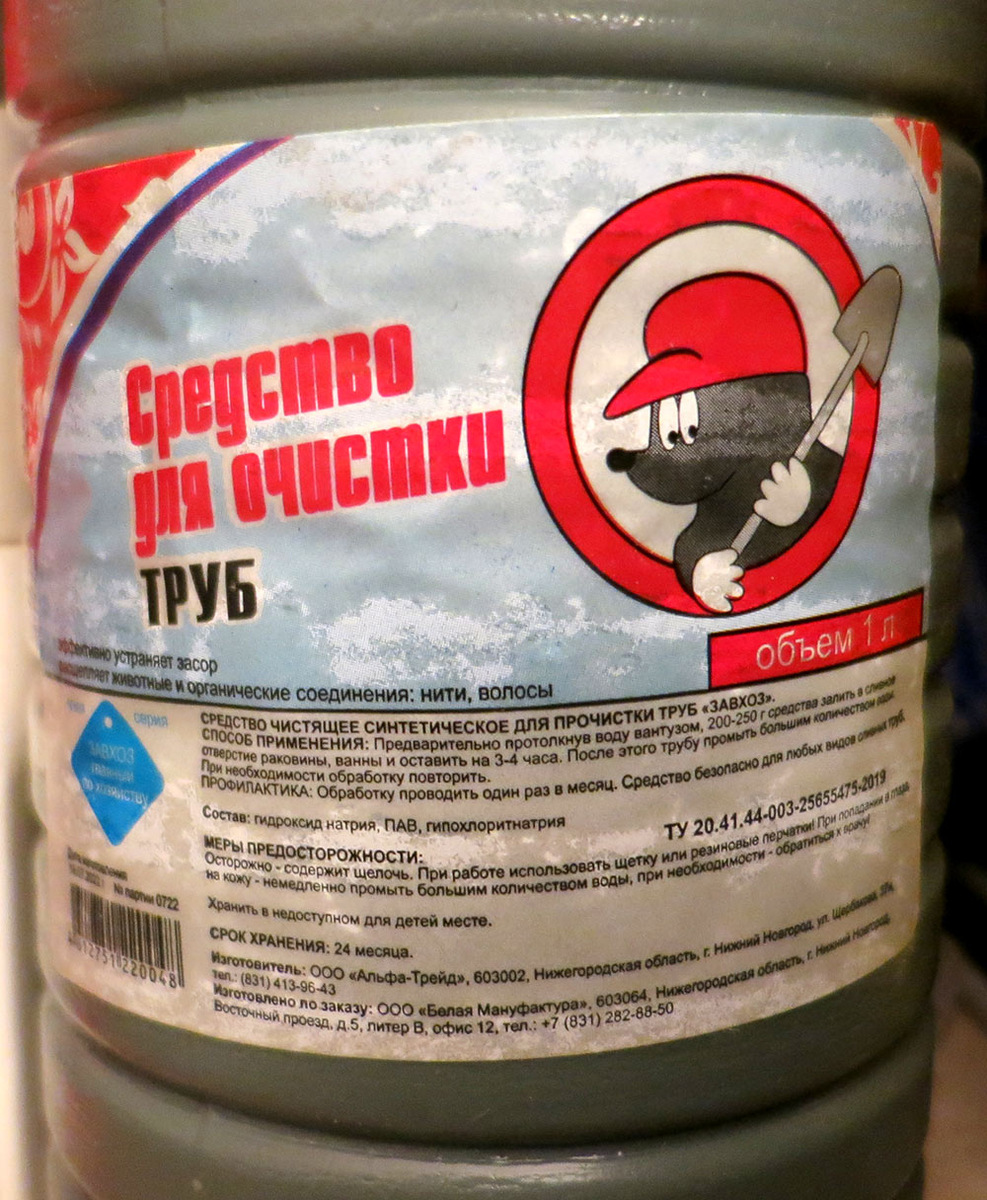 Средство
для очистки
ТРУБ
объем 1 л
эффективно устраняет засор
расщепляет животные и органические соединения: нити, волосы
серия
ЗАВХОЗ
главный
по хозяйству
СРЕДСТВО ЧИСТЯЩЕЕ СИНТЕТИЧЕСКОЕ ДЛЯ ПРОЧИСТКИ ТРУБ «ЗАВХОЗ».
СПОСОБ ПРИМЕНЕНИЯ: Предварительно протолкнув воду вантузом, 200-250 г средства залить в сливное
отверстие раковины, ванны и оставить на 3-4 часа. После этого трубу промыть большим количеством воды.
При необходимости обработку повторить.
ПРОФИЛАКТИКА: Обработку проводить один раз в месяц. Средство безопасно для любых видов сливных труб.
Состав: гидроксид натрия, ПАВ, гипохлоритнатрия
ТУ 20.41.44-003-25655475-2019
МЕРЫ ПРЕДОСТОРОЖНОСТИ:
Осторожно - содержит щелочь. При работе использовать щетку или резиновые перчатки! При попадании в глаза,
на кожу - немедленно промыть большим количеством воды, при необходимости - обратиться к врачу!
Хранить в недоступном для детей месте.
СРОК ХРАНЕНИЯ: 24 месяца.
Дата изготовления
2022 г № партии 0722
Изготовитель: ООО «Альфа-Трейд», 603002, Нижегородская область, г. Нижний Новгород, ул. Щербакова,
тел.: (831) 413-96-43
Изготовлено по заказу: ООО «Белая Мануфактура», 603064, Нижегородская область, г. Нижний Новгород,
Восточный проезд, д.5, литер В, офис 12, тел.: +7 (831) 282-88-50